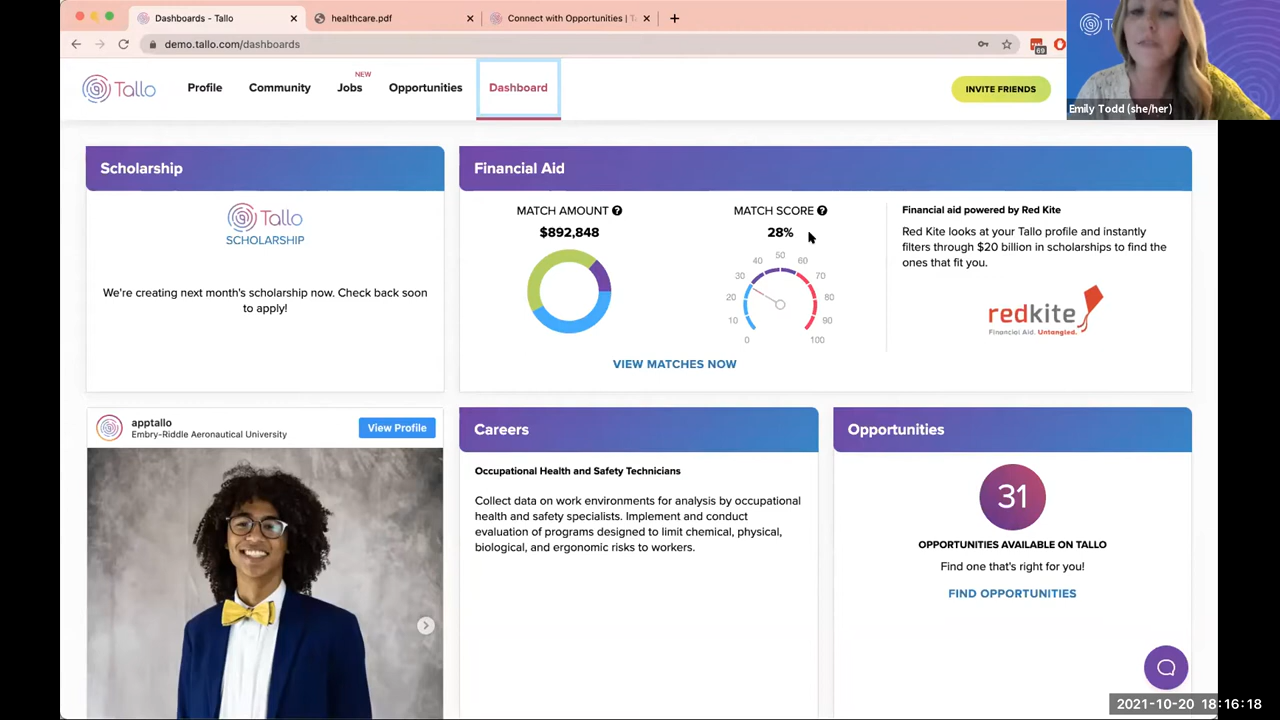 Dashboards - Tallo
healthcare.pdf
Connect with Opportunities |
demo.tallo.com/dashboards
69
Tallo
Profile
Community
NEW
Jobs
Opportunities
Dashboard
INVITE FRIENDS
Emily Todd (she/her)
Scholarship
Tallo
SCHOLARSHIP
We're creating next month's scholarship now. Check back soon
to apply!
Financial Aid
MATCH AMOUNT ?
$892,848
MATCH SCORE ?
28%
0
10
20
30
40
50
60
70
80
90
100
VIEW MATCHES NOW
Financial aid powered by Red Kite
Red Kite looks at your Tallo profile and instantly
filters through $20 billion in scholarships to find the
ones that fit you.
redkite
Financial Aid. Untangled.
apptallo
Embry-Riddle Aeronautical University
View Profile
Careers
Occupational Health and Safety Technicians
Collect data on work environments for analysis by occupational
health and safety specialists. Implement and conduct
evaluation of programs designed to limit chemical, physical,
biological, and ergonomic risks to workers.
Opportunities
31
OPPORTUNITIES AVAILABLE ON TALLO
Find one that's right for you!
FIND OPPORTUNITIES
2021-10-20 18:16:18